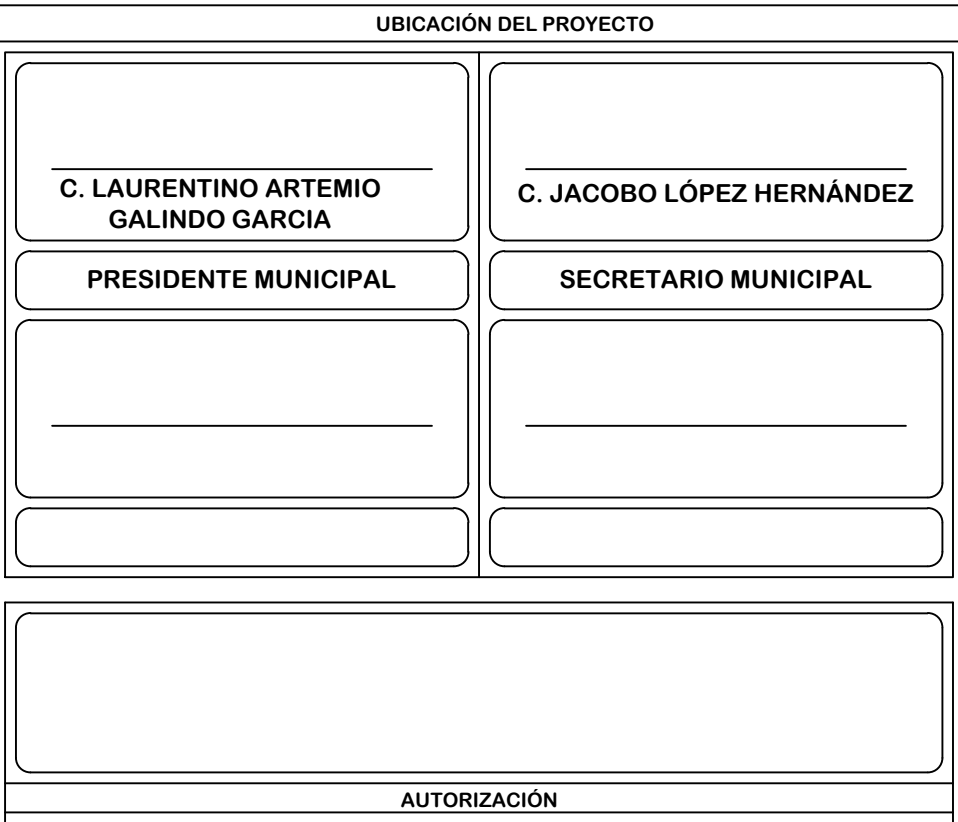 UBICACIÓN DEL PROYECTO
C. LAURENTINO ARTEMIO
GALINDO GARCIA
C. JACOBO LÓPEZ HERNÁNDEZ
PRESIDENTE MUNICIPAL
SECRETARIO MUNICIPAL
AUTORIZACIÓN